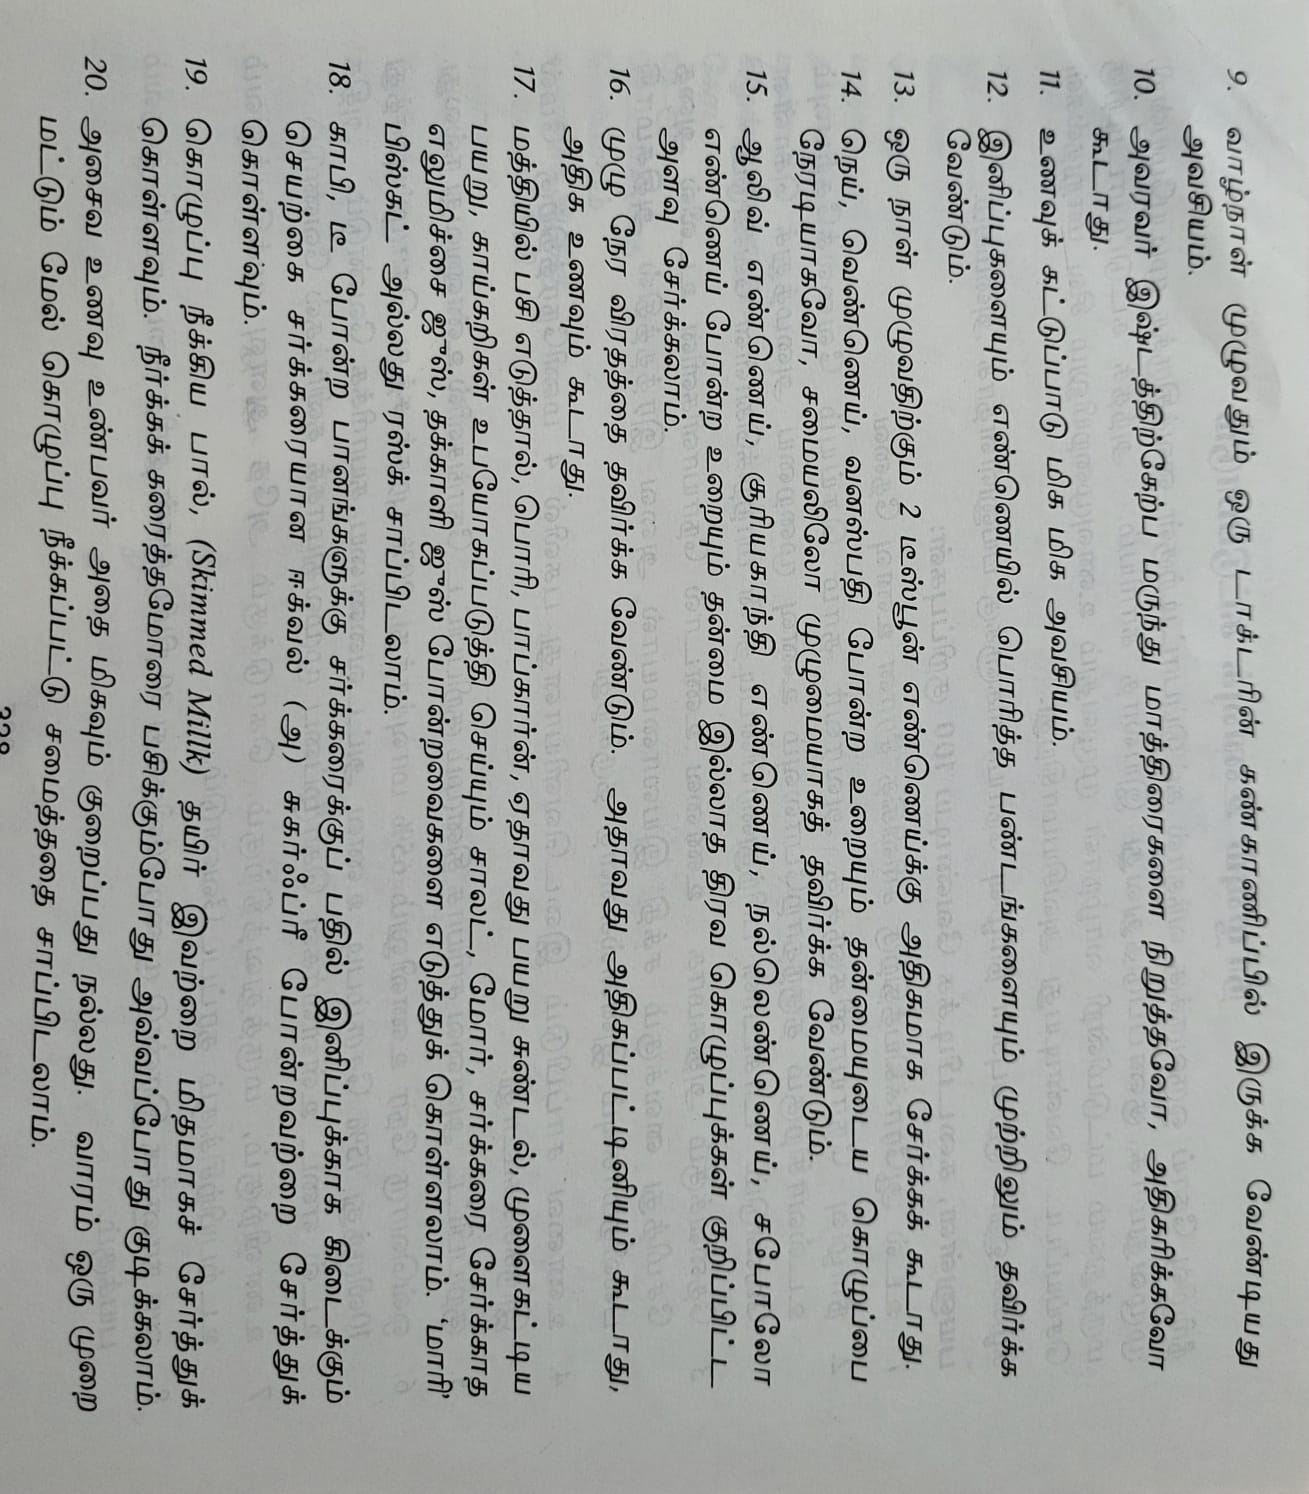 9. வாழ்நாள் முழுவதும் ஒரு டாக்டரின் கண்காணிப்பில் இருக்க வேண்டியது
அவசியம்.
10. அவரவர் இஷ்டத்திற்கேற்ப மருந்து மாத்திரைகளை நிறுத்தவோ, அதிகரிக்கவோ
கூடாது.
11. உணவுக் கட்டுப்பாடு மிக மிக அவசியம்.
12. இனிப்புகளையும் எண்ணெயில் பொரித்த பண்டங்களையும் முற்றிலும் தவிர்க்க
வேண்டும்.
13. ஒரு நாள் முழுவதிற்கும் 2 டீஸ்பூன் எண்ணெய்க்கு அதிகமாக சேர்க்கக் கூடாது.
14. நெய், வெண்ணெய், வனஸ்பதி போன்ற உறையும் தன்மையுடைய கொழுப்பை
நேரடியாகவோ, சமையலிலோ முழுமையாகத் தவிர்க்க வேண்டும்.
15. ஆலிவ் எண்ணெய், சூரியகாந்தி எண்ணெய், நல்லெண்ணெய், சபோலோ
எண்ணெய் போன்ற உறையும் தன்மை இல்லாத திரவ கொழுப்புக்கள் குறிப்பிட்ட
அளவு சேர்க்கலாம்.
16. முழு நேர விரதத்தை தவிர்க்க வேண்டும். அதாவது அதிகப்பட்டினியும் கூடாது,
அதிக உணவும் கூடாது.
17. மத்தியில் பசி எடுத்தால், பொரி, பாப்கார்ன், ஏதாவது பயறு சுண்டல், முளைகட்டிய
பயறு, காய்கறிகள் உபயோகப்படுத்தி செய்யும் சாலட், மோர், சர்க்கரை சேர்க்காத
எலுமிச்சை ஜுஸ், தக்காளி ஜுஸ் போன்றவைகளை எடுத்துக் கொள்ளலாம். ‘மாரி’
பிஸ்கட் அல்லது ரஸ்க் சாப்பிடலாம்.
18. காபி, டீ போன்ற பானங்களுக்கு சர்க்கரைக்குப் பதில் இனிப்புக்காக கிடைக்கும்
செயற்கை சர்க்கரையான ஈக்வல் (அ) சுகர்ஃப்ரீ போன்றவற்றை சேர்த்துக்
கொள்ளவும்.
19. கொழுப்பு நீக்கிய பால், (Skimmed Millk) தயிர் இவற்றை மிதமாகச் சேர்த்துக்
கொள்ளவும். நீர்க்கக் கரைத்தமோரை பசிக்கும்போது அவ்வப்போது குடிக்கலாம்.
20. அசைவ உணவு உண்பவர் அதை மிகவும் குறைப்பது நல்லது. வாரம் ஒரு முறை
மட்டும் மேல் கொழுப்பு நீக்கப்பட்டு சமைத்ததை சாப்பிடலாம்.